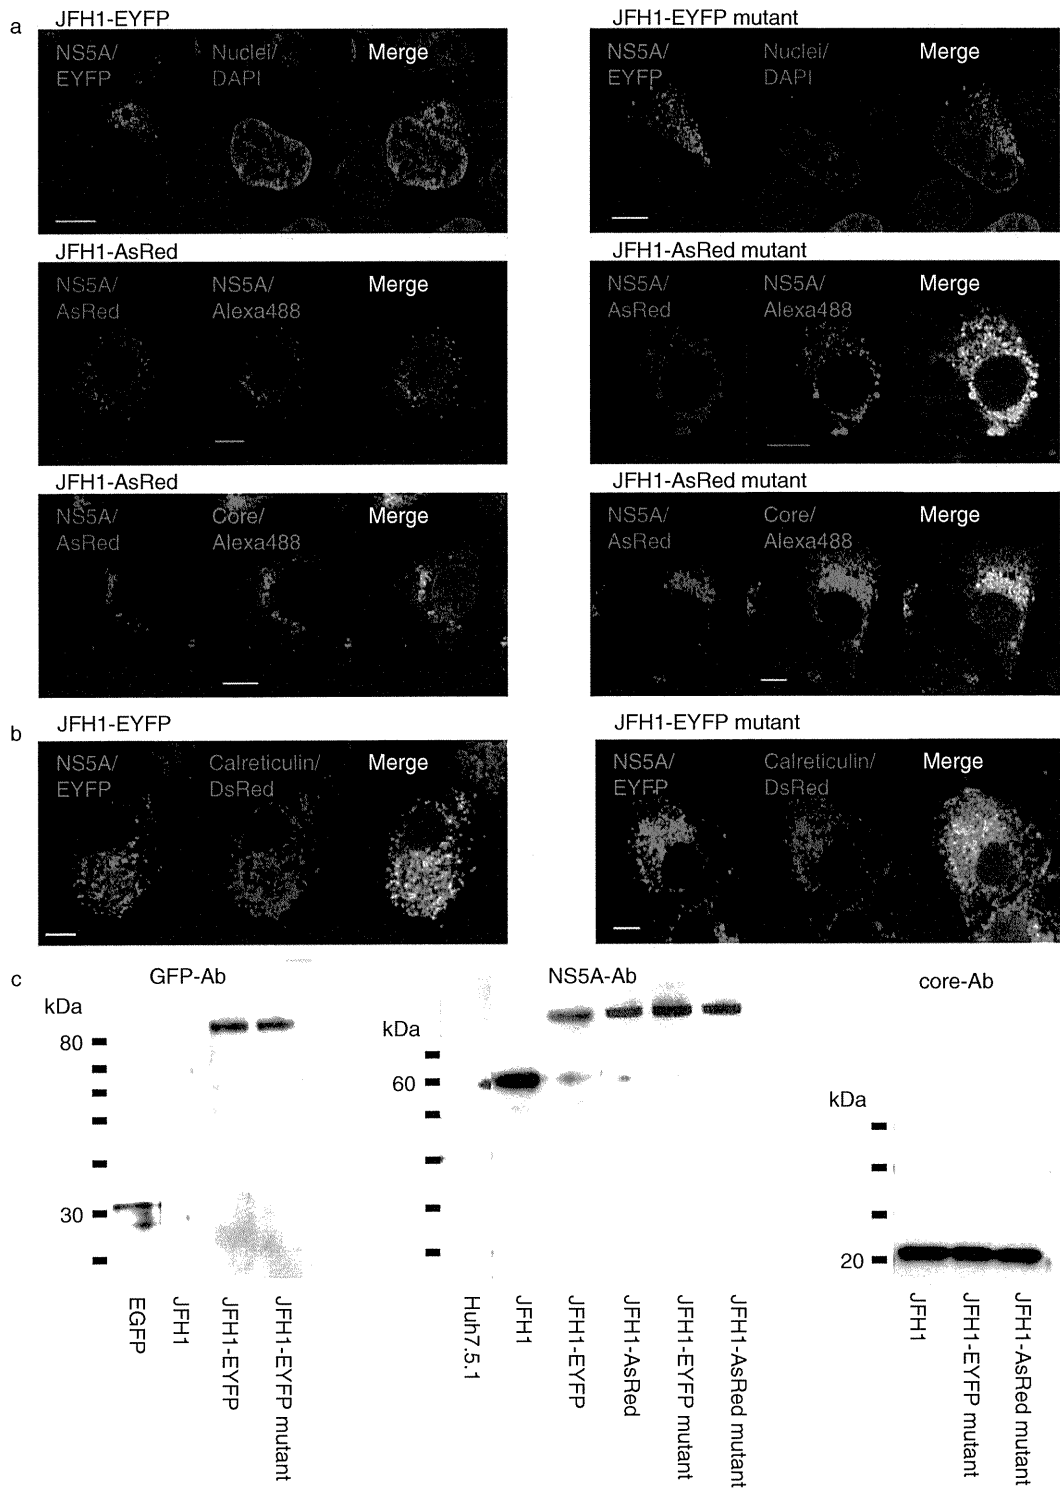 a
JFH1-EYFP
NS5A/
EYFP
Nuclei/
DAPI
Merge
JFH1-EYFP mutant
NS5A/
EYFP
Nuclei/
DAPI
Merge
JFH1-AsRed
NS5A/
AsRed
NS5A/
Alexa488
Merge
JFH1-AsRed mutant
NS5A/
AsRed
NS5A/
Alexa488
Merge
JFH1-AsRed
NS5A/
AsRed
Core/
Alexa488
Merge
JFH1-AsRed mutant
NS5A/
AsRed
Core/
Alexa488
Merge
b
JFH1-EYFP
NS5A/
EYFP
Calreticulin/
DsRed
Merge
JFH1-EYFP mutant
NS5A/
EYFP
Calreticulin/
DsRed
Merge
c
GFP-Ab
kDa
80
30
EGFP
JFH1
JFH1-EYFP
JFH1-EYFP mutant
NS5A-Ab
kDa
60
Huh7.5.1
JFH1
JFH1-EYFP
JFH1-AsRed
JFH1-EYFP mutant
JFH1-AsRed mutant
core-Ab
kDa
20
JFH1
JFH1-EYFP mutant
JFH1-AsRed mutant